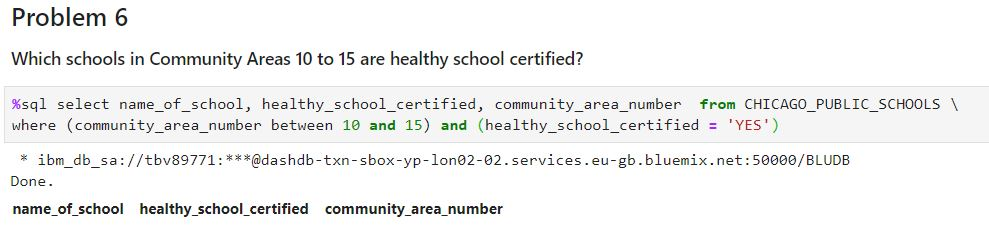 Problem 6
Which schools in Community Areas 10 to 15 are healthy school certified?
%sql select name_of_school, healthy_school_certified, community_area_number  from CHICAGO_PUBLIC_SCHOOLS \
where (community_area_number between 10 and 15) and (healthy_school_certified = 'YES')
* ibm_db_sa://tbv89771:***@dashdb-txn-sbox-yp-lon02-02.services.eu-gb.bluemix.net:50000/BLUDB
Done.
name_of_school healthy_school_certified community_area_number